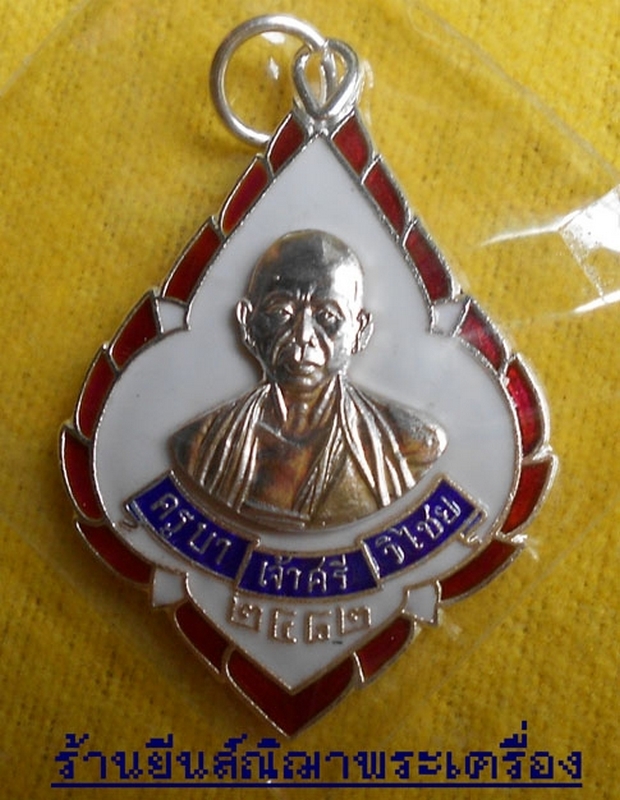 ครูบา เจ้าศรี วิไชย
๒๔๘๒
ร้านยีนส์ณิฌาพระเครื่อง